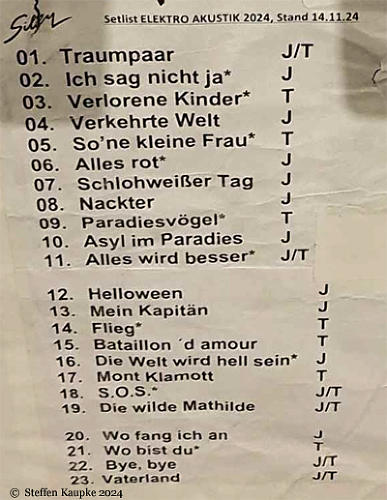 Silly
Setlist ELEKTRO AKUSTIK 2024, Stand 14.11.24
01. Traumpaar J/T
02. Ich sag nicht ja* J
03. Verlorene Kinder* T
04. Verkehrte Welt J
05. So'ne kleine Frau* T
06. Alles rot* J
07. Schlohweißer Tag J
08. Nackter J
09. Paradiesvögel* T
10. Asyl im Paradies J
11. Alles wird besser* J/T
12. Helloween J
13. Mein Kapitän J
14. Flieg* T
15. Bataillon ´d amour T
16. Die Welt wird hell sein* J
17. Mont Klamott T
18. S.O.S.* J/T
19. Die wilde Mathilde J/T
20. Wo fang ich an J
21. Wo bist du* T
22. Bye, bye J/T
23. Vaterland J/T
© Steffen Kaupke 2024